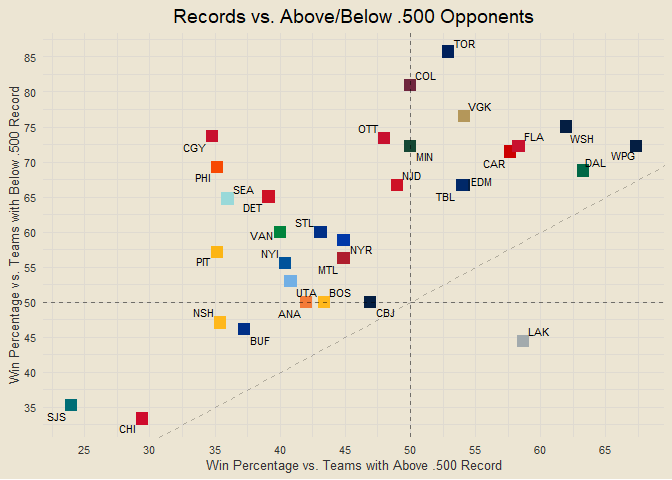 Records vs. Above/Below .500 Opponents
TOR
85
COL
80
VGK
75
OTT
FLA
WSH
CGY
MIN
WPG
70
CAR
DAL
PHI
NJD
SEA
EDM
65
DET
TBL
STL
60
VAN
NYR
NYI
PIT
MTL
55
UTA
BOS
50
NSH
ANA
CBJ
BUF
45
LAK
40
35
SJS
CHI
25
30
35
40
45
50
55
60
65
Win Percentage vs. Teams with Above .500 Record
Win Percentage vs. Teams with Below .500 Record